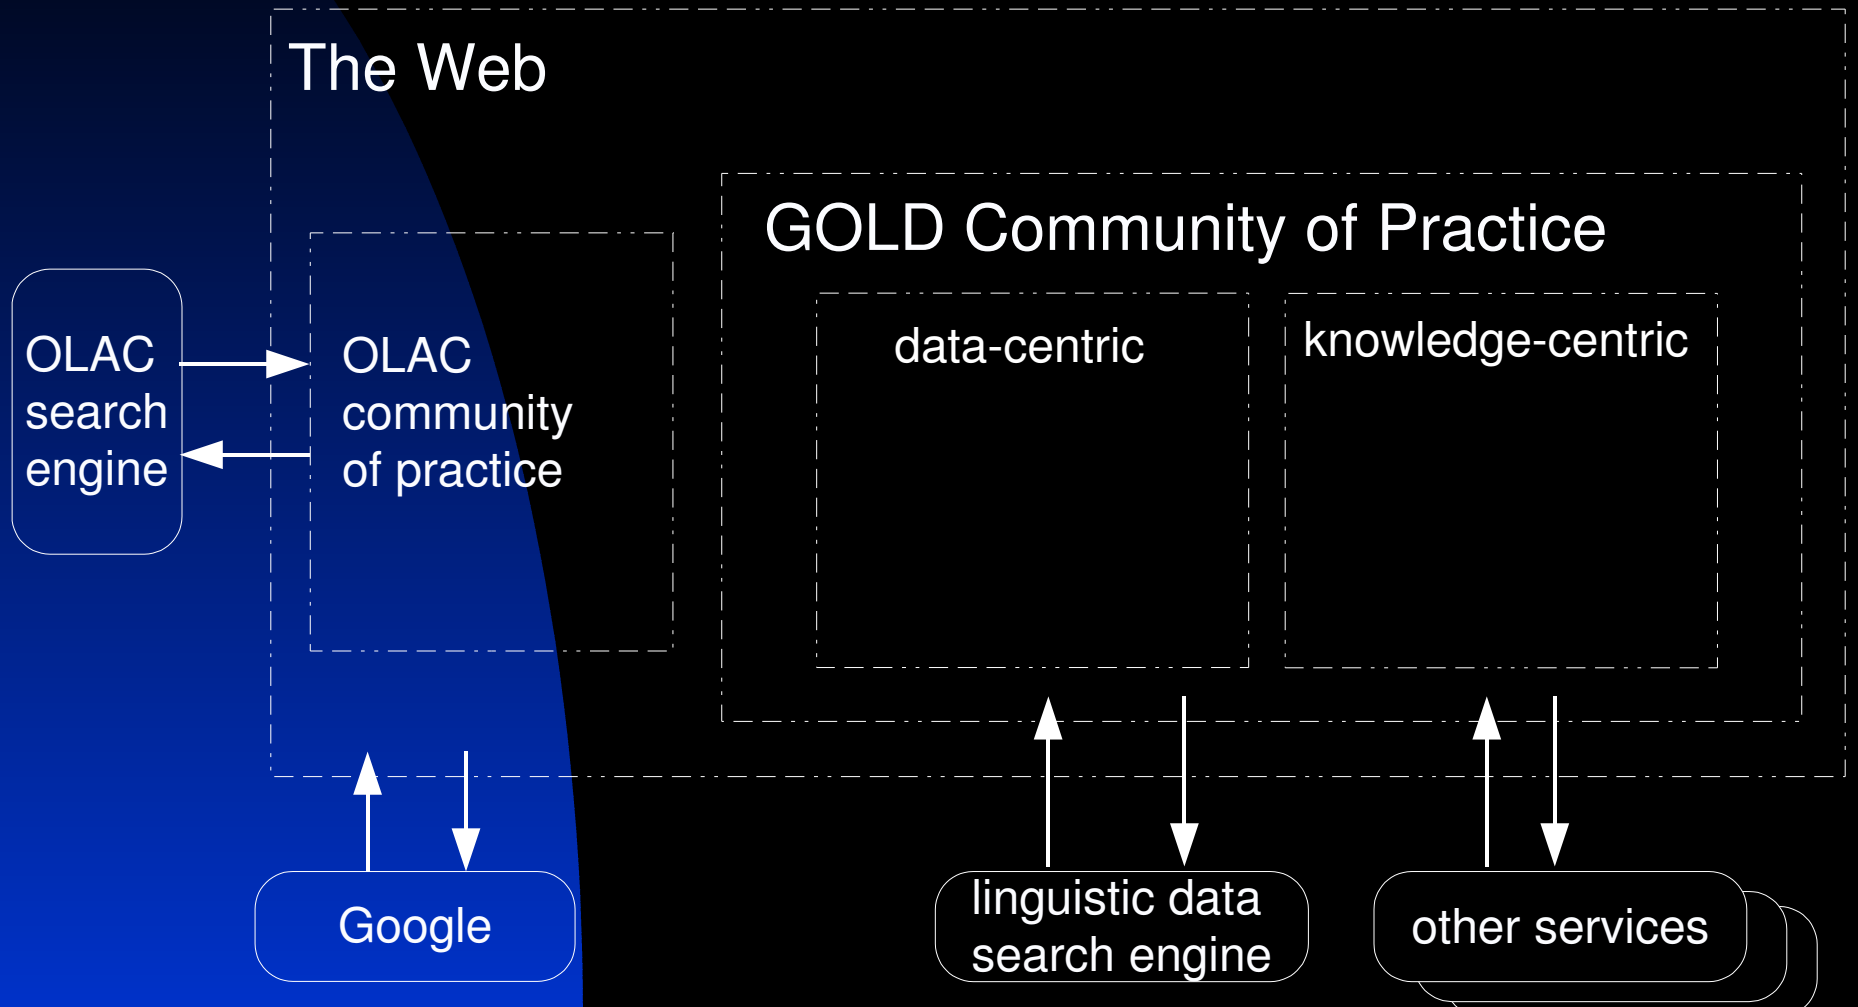 The Web
GOLD Community of Practice
data-centric
knowledge-centric
OLAC
search
engine
OLAC
community
of practice
Google
linguistic data
search engine
other services